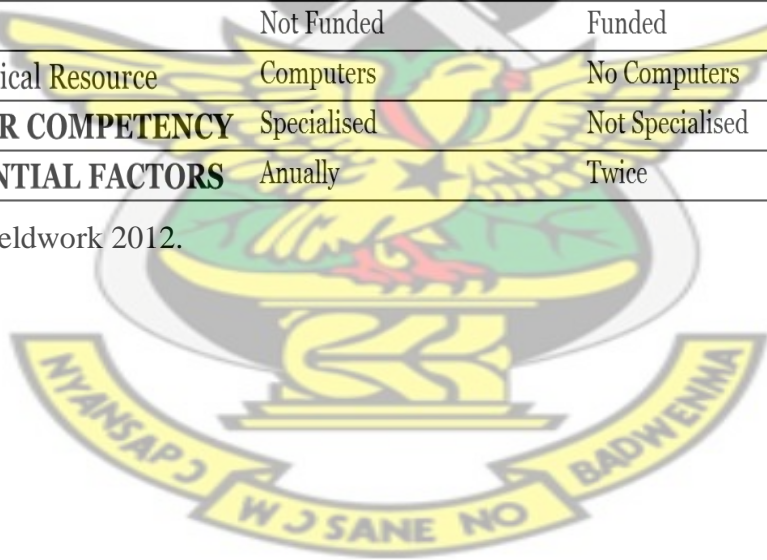 Not Funded Funded
ical Resource Computers No Computers
R COMPETENCY Specialised Not Specialised
NTIAL FACTORS Anually Twice
eldwork 2012.
NYANSAPƆ WƆSANE NO BADWENMA